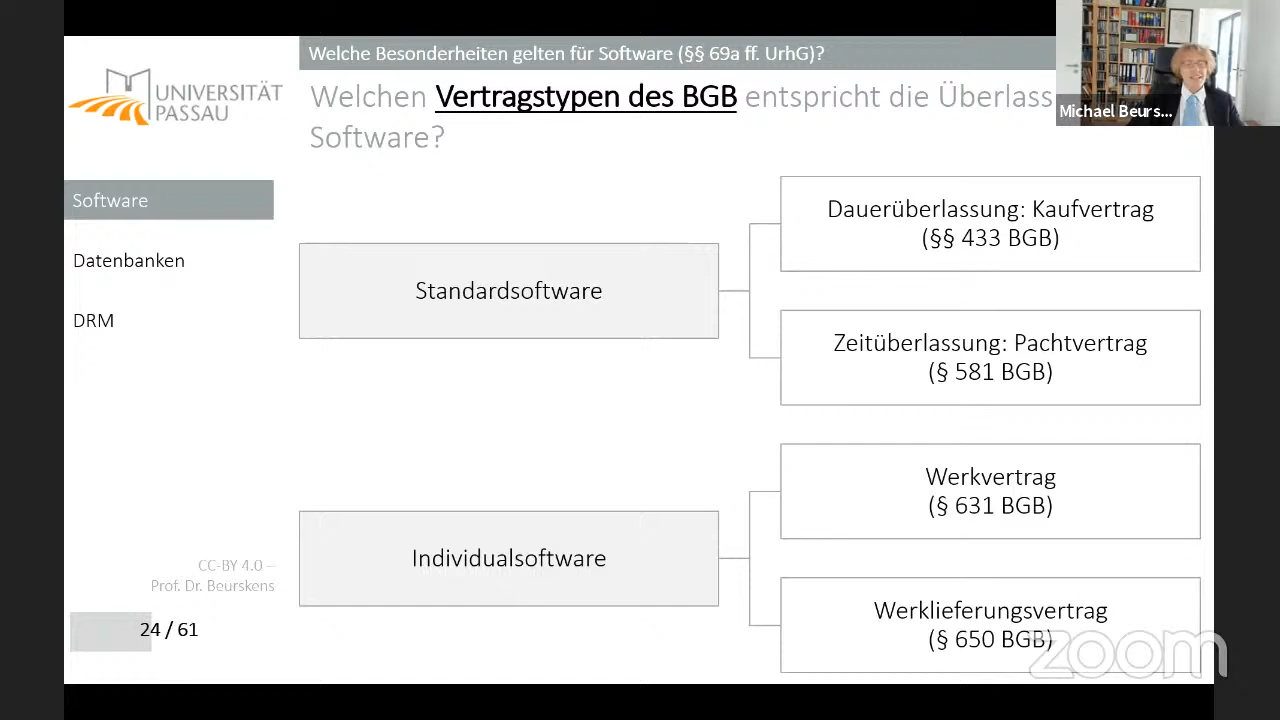 Welche Besonderheiten gelten für Software (§§ 69a ff. UrhG)?
UNIVERSITÄT
PASSAU
Welchen Vertragstypen des BGB entspricht die Überlass
Software?
Michael Beurs...
Software
Datenbanken
DRM
Standardsoftware
Dauerüberlassung: Kaufvertrag
(§§ 433 BGB)
Zeitüberlassung: Pachtvertrag
(§ 581 BGB)
Individualsoftware
Werkvertrag
(§ 631 BGB)
Werklieferungsvertrag
(§ 650 BGB)
CC-BY 4.0 –
Prof. Dr. Beurskens
24 / 61
zoom